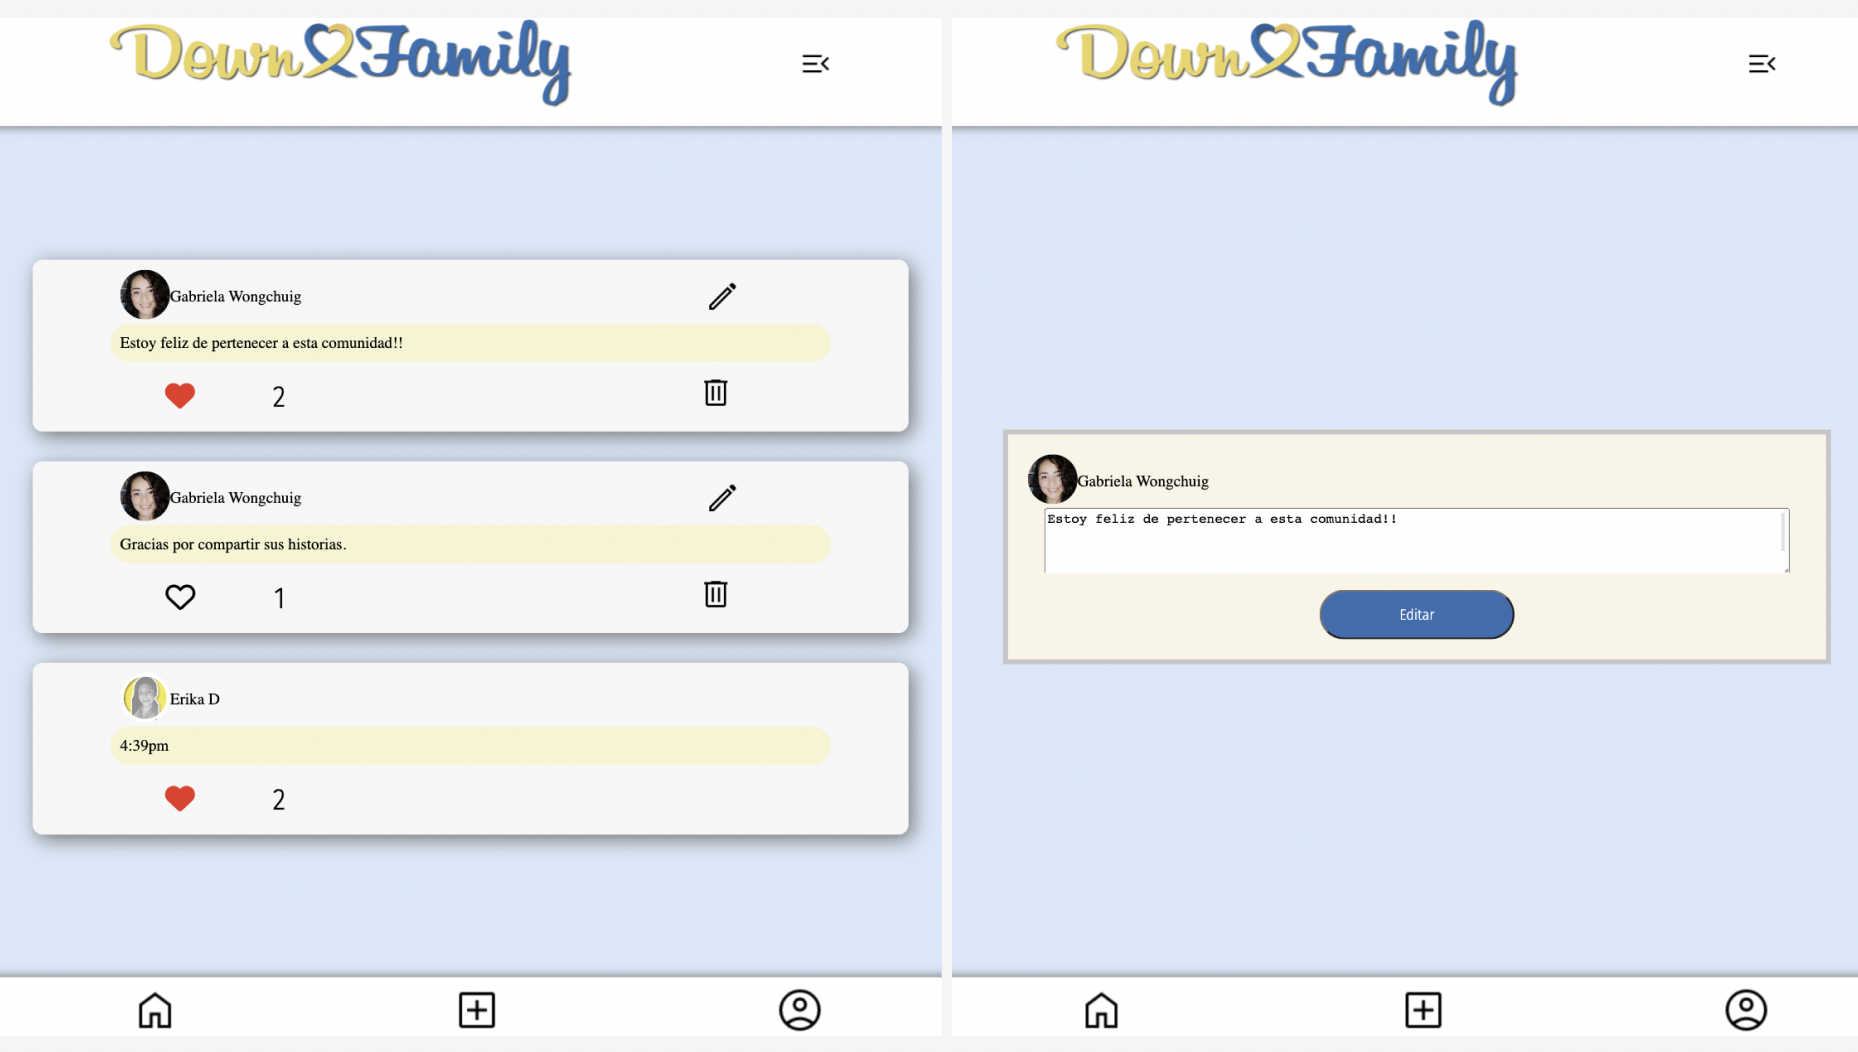 Down Family
Gabriela Wongchuig
Estoy feliz de pertenecer a esta comunidad!!
2
Gabriela Wongchuig
Gracias por compartir sus historias.
1
Erika D
4:39pm
2
Down Family
Gabriela Wongchuig
Estoy feliz de pertenecer a esta comunidad!!
Editar